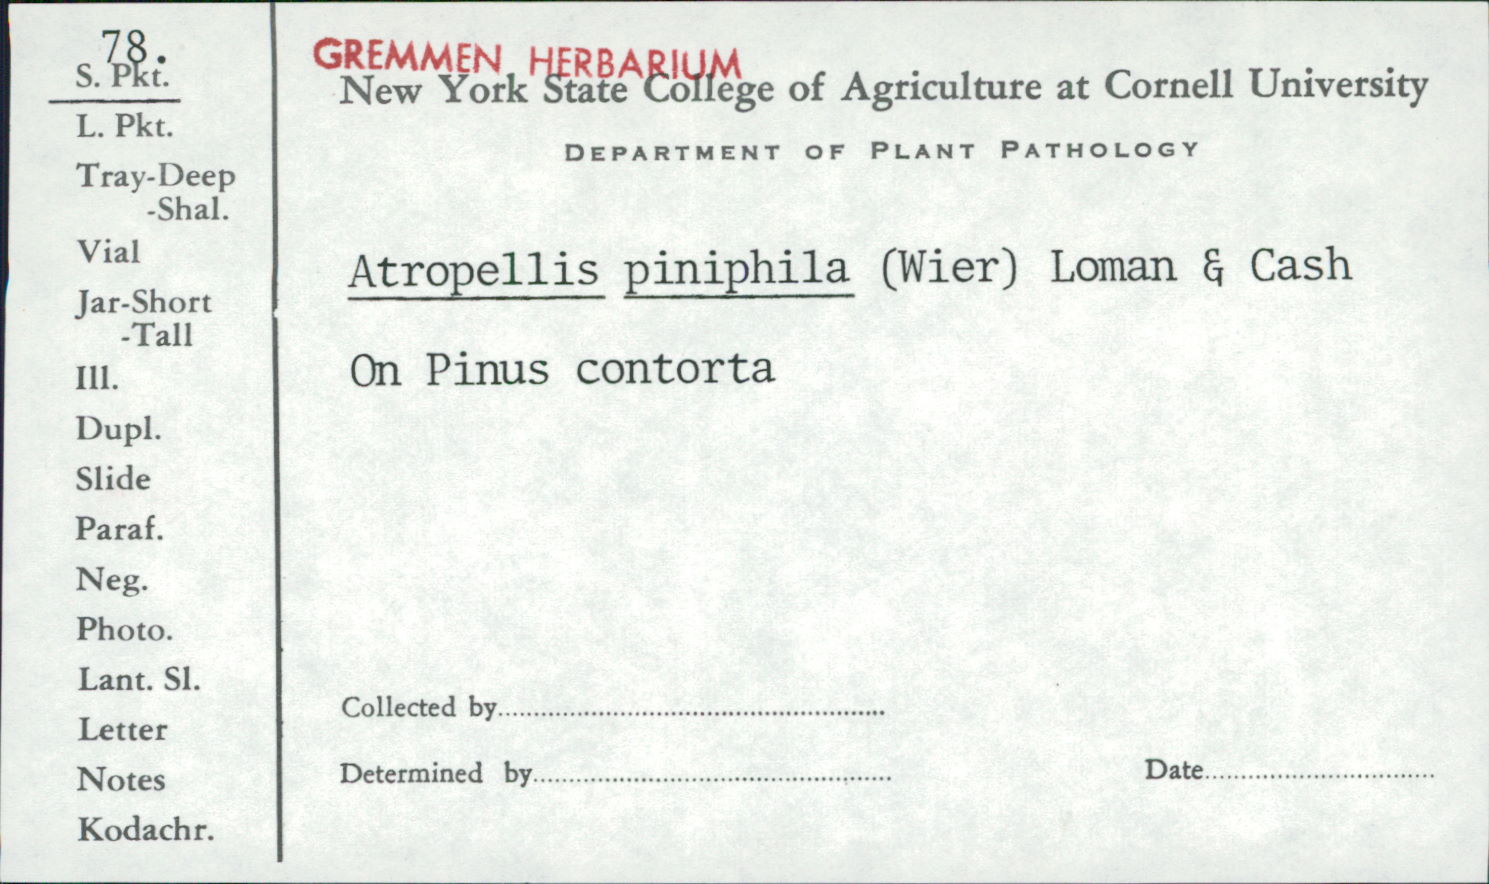 78.
S. Pkt.
L. Pkt.
Tray-Deep
-Shal.
Vial
Jar-Short
-Tall
Ill.
Dupl.
Slide
Paraf.
Neg.
Photo.
Lant. Sl.
Letter
Notes
Kodachr.
GREMMEN HERBARIUM
New York State College of Agriculture at Cornell University
DEPARTMENT OF PLANT PATHOLOGY
Atropellis piniphila (Wier) Loman & Cash
On Pinus contorta
Collected by
Determined by
Date